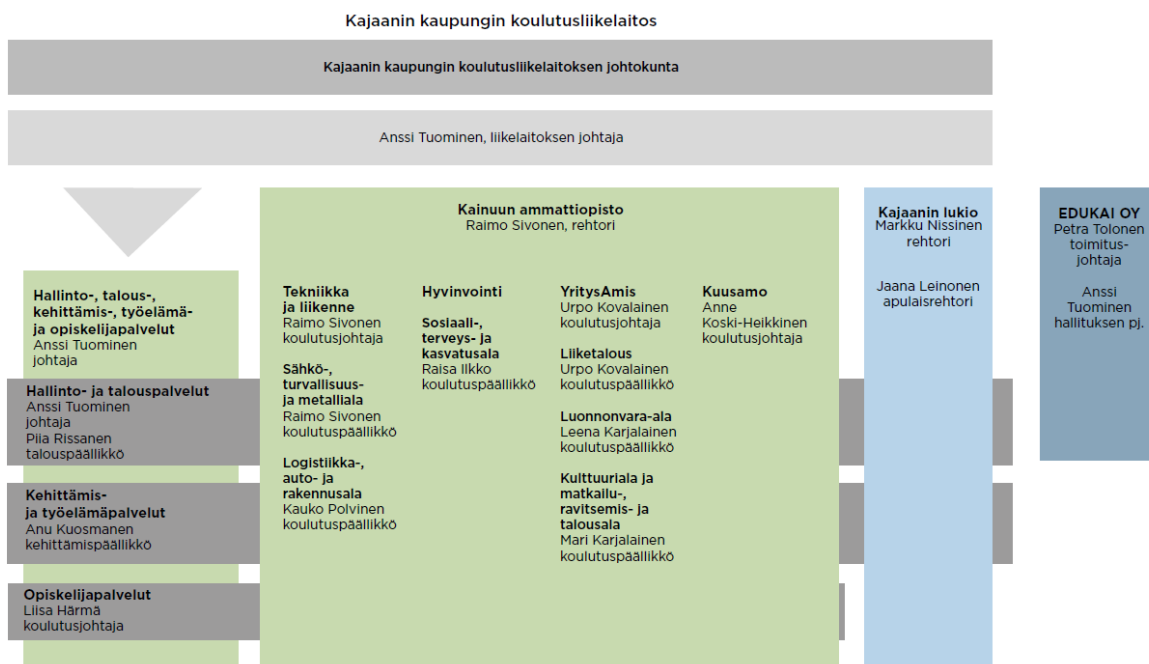 Kajaanin kaupungin koulutusliikelaitos
Kajaanin kaupungin koulutusliikelaitoksen johtokunta
Anssi Tuominen, liikelaitoksen johtaja
Hallinto-, talous-,
kehittämis-, työelämä-
ja opiskelijapalvelut
Anssi Tuominen
johtaja
Hallinto- ja talouspalvelut
Anssi Tuominen
johtaja
Piia Rissanen
talouspäällikkö
Kehittämis-
ja työelämäpalvelut
Anu Kuosmanen
kehittämispäällikkö
Opiskelijapalvelut
Liisa Härmä
koulutusjohtaja
Kainuun ammattiopisto
Raimo Sivonen, rehtori
Tekniikka
ja liikenne
Raimo Sivonen
koulutusjohtaja
Sähkö-,
turvallisuus-
ja metalliala
Raimo Sivonen
koulutuspäällikkö
Logistiikka-,
auto- ja
rakennusala
Kauko Polvinen
koulutuspäällikkö
Hyvinvointi
Sosiaali-,
terveys- ja
kasvatusala
Raisa Ilkko
koulutuspäällikkö
YritysAmis
Urpo Kovalainen
koulutusjohtaja
Liiketalous
Urpo Kovalainen
koulutuspäällikkö
Luonnonvara-ala
Leena Karjalainen
koulutuspäällikkö
Kulttuuriala ja
matkailu-,
ravitsemis- ja
talousala
Mari Karjalainen
koulutuspäällikkö
Kuusamo
Anne
Koski-Heikkinen
koulutusjohtaja
Kajaanin lukio
Markku Nissinen
rehtori
Jaana Leinonen
apulaisrehtori
EDUKAI OY
Petra Tolonen
toimitus-
johtaja
Anssi
Tuominen
hallituksen pj.